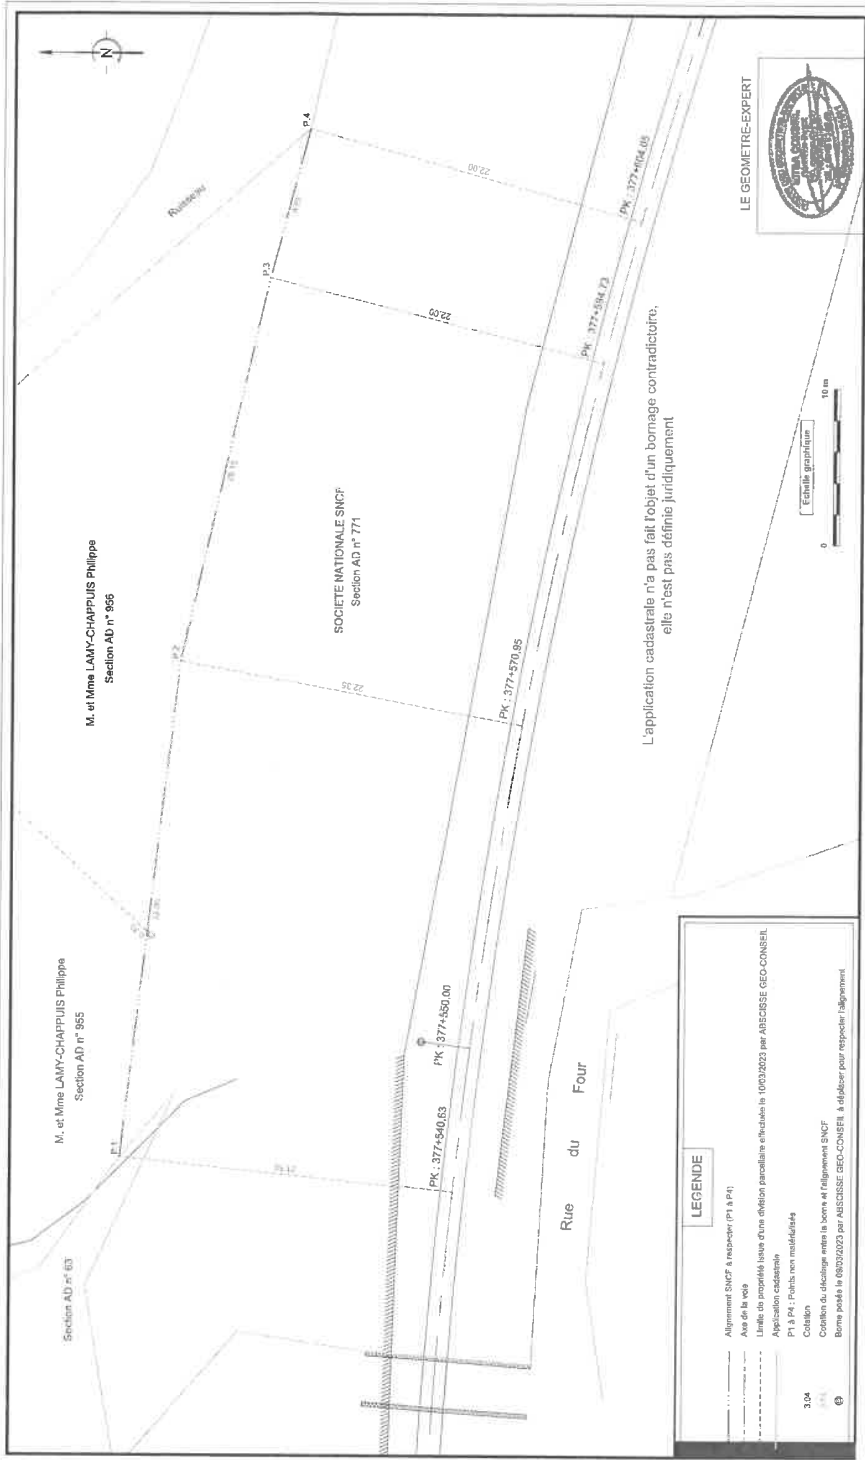 N
Ruisseau
P.4
P.3
P.2
P.1
M. et Mme LAMY-CHAPPUIS Philippe
Section AD n° 956
M. et Mme LAMY-CHAPPUIS Philippe
Section AD n° 955
Section AD n° 63
SOCIETE NATIONALE SNCF
Section AD n° 771
22.00
22.00
22.35
PK : 377+604.05
PK : 377+594.73
PK : 377+570.95
PK : 377+550.00
PK : 377+540.63
Rue du Four
L'application cadastrale n'a pas fait l'objet d'un bornage contradictoire,
elle n'est pas définie juridiquement
LE GEOMETRE-EXPERT
Echelle graphique
0
10 m
LEGENDE
Alignement SNCF à respecter (P1 à P4)
Axe de la voie
Limite de propriété issue d'une division parcellaire effectuée le 10/03/2023 par ABSCISSE GEO-CONSEIL
Application cadastrale
P1 à P4 : Points non matérialisés
3.04 Cotation
Cotation du décalage entre la borne et l'alignement SNCF
Borne posée le 09/03/2023 par ABSCISSE GEO-CONSEIL à déplacer pour respecter l'alignement